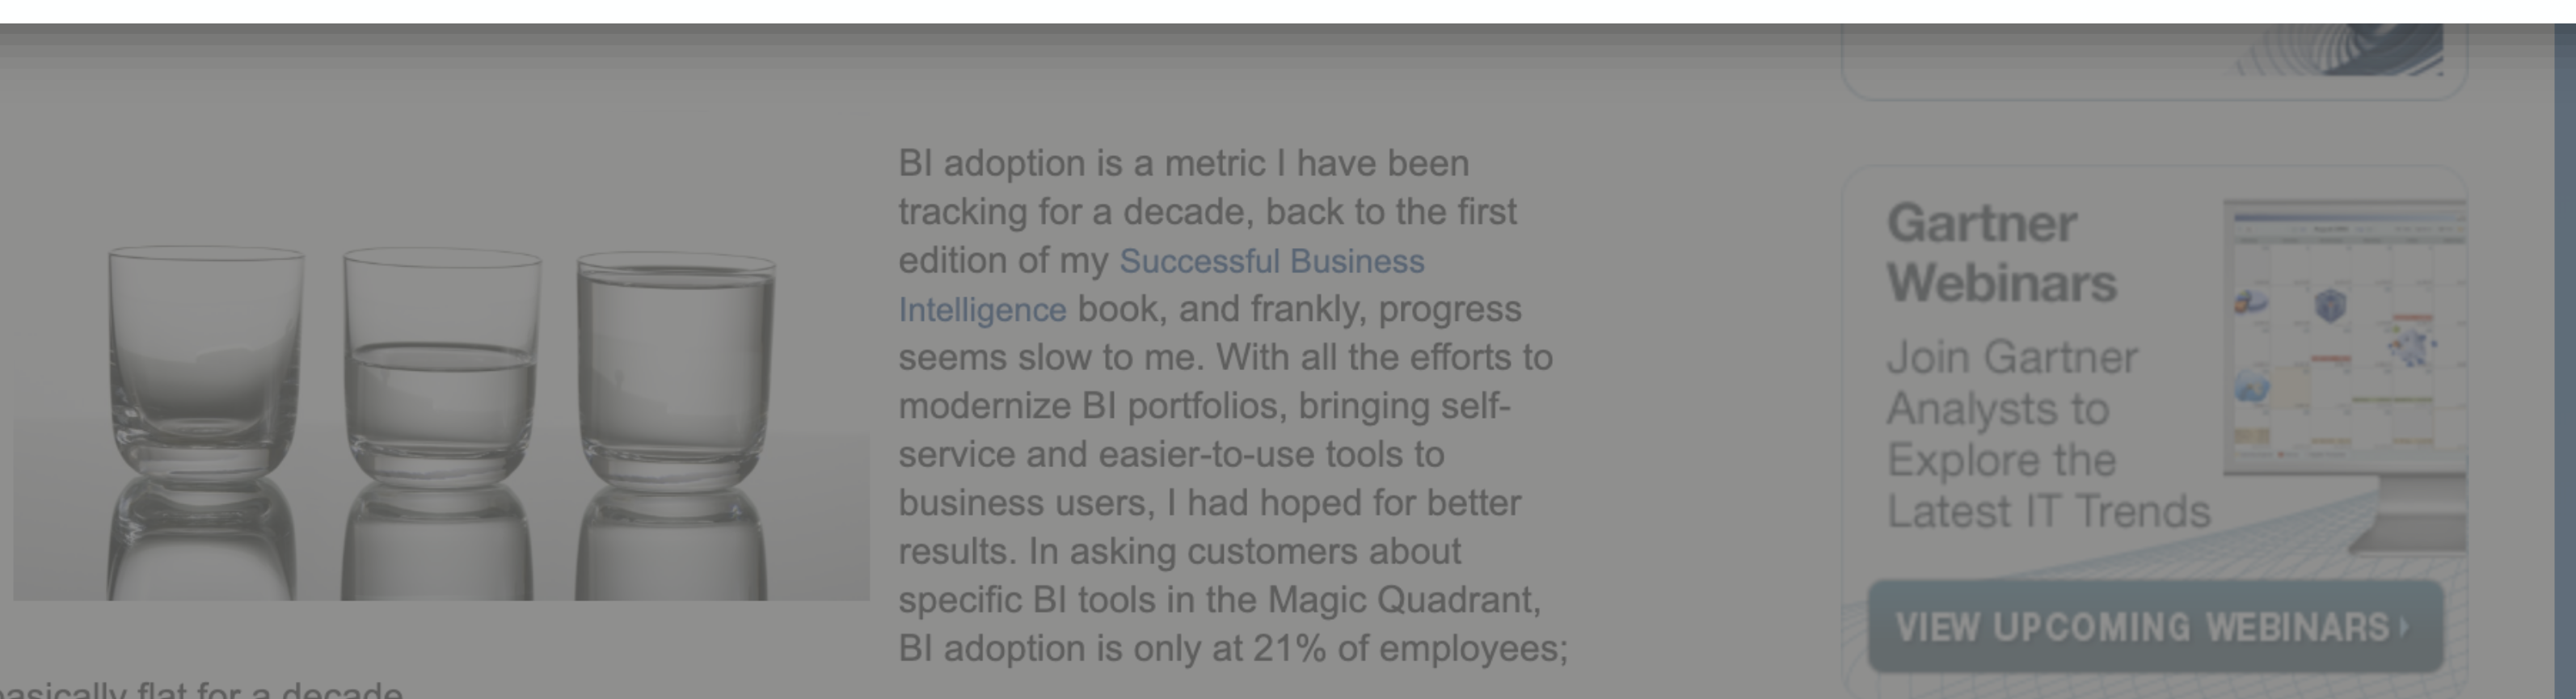 BI adoption is a metric I have been
tracking for a decade, back to the first
edition of my Successful Business
Intelligence book, and frankly, progress
seems slow to me. With all the efforts to
modernize BI portfolios, bringing self-
service and easier-to-use tools to
business users, I had hoped for better
results. In asking customers about
specific BI tools in the Magic Quadrant,
BI adoption is only at 21% of employees;
basically flat for a decade
Gartner
Webinars
Join Gartner
Analysts to
Explore the
Latest IT Trends
VIEW UPCOMING WEBINARS ›